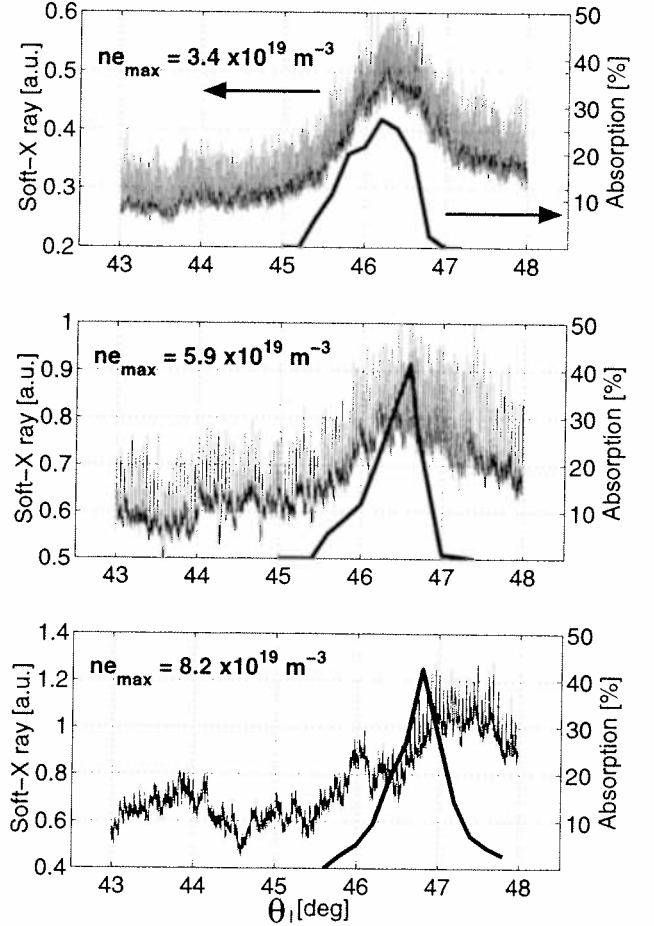 0.6
50
ne_max = 3.4 x10^19 m^-3
0.5
40
0.4
30
20
0.3
10
0.2
Soft-X ray [a.u.]
Absorption [%]
43 44 45 46 47 48
1
50
ne_max = 5.9 x10^19 m^-3
0.9
40
0.8
30
0.7
20
0.6
10
0.5
Soft-X ray [a.u.]
Absorption [%]
43 44 45 46 47 48
1.4
50
ne_max = 8.2 x10^19 m^-3
1.2
40
1
30
0.8
20
0.6
10
0.4
Soft-X ray [a.u.]
Absorption [%]
43 44 45 46 47 48
θ_l [deg]